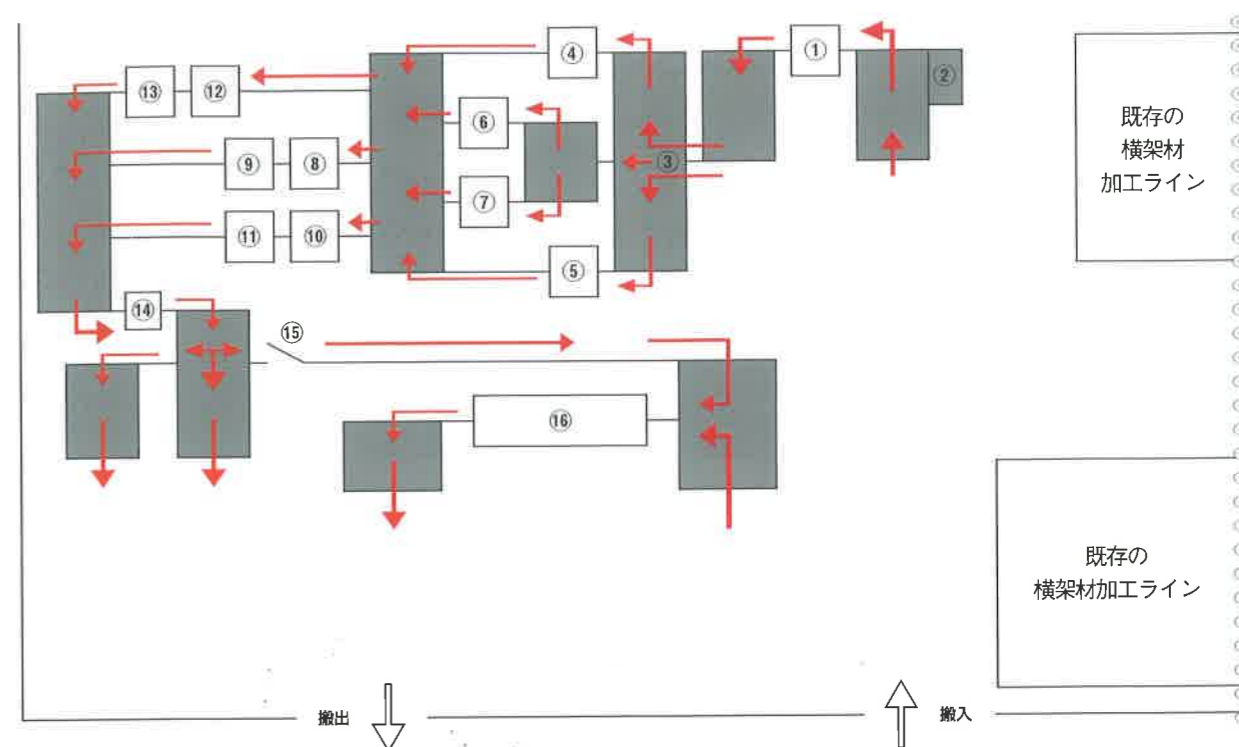 ④
①
②
⑬
⑫
⑥
③
⑨
⑧
⑦
⑪
⑩
⑤
⑭
⑮
⑯
既存の
横架材
加工ライン
既存の
横架材加工ライン
搬出
搬入